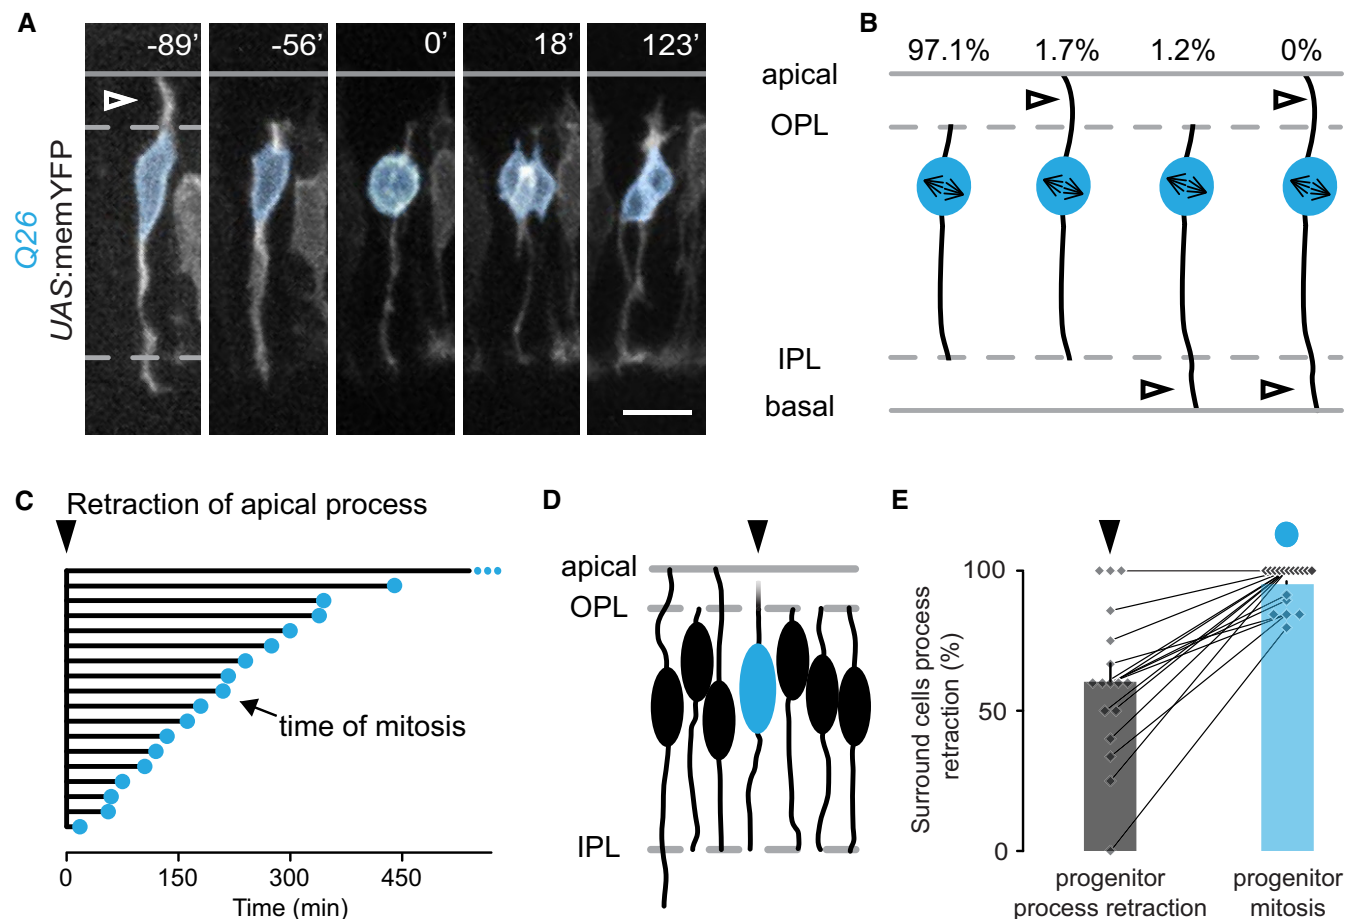 A
-89’
-56’
0’
18’
123’
Q26
UAS:memYFP
B
97.1%
1.7%
1.2%
0%
apical
OPL
IPL
basal
C
Retraction of apical process
time of mitosis
0
150
300
450
Time (min)
D
apical
OPL
IPL
E
Surround cells process
retraction (%)
100
50
0
progenitor
process retraction
progenitor
mitosis